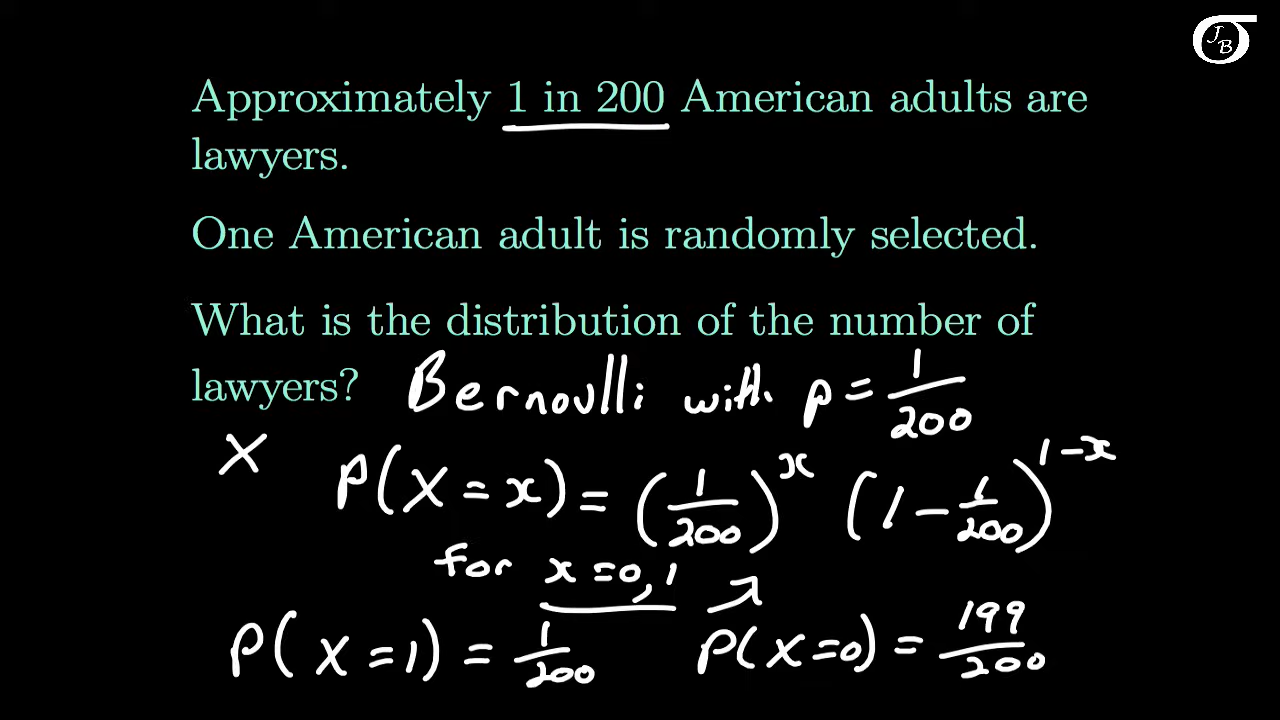 JB
Approximately 1 in 200 American adults are
lawyers.
One American adult is randomly selected.
What is the distribution of the number of
lawyers? Bernoulli with p = 1/200
X P(X = x) = (1/200)^x (1 - 1/200)^(1-x)
for x = 0, 1
P(X = 1) = 1/200 P(X = 0) = 199/200